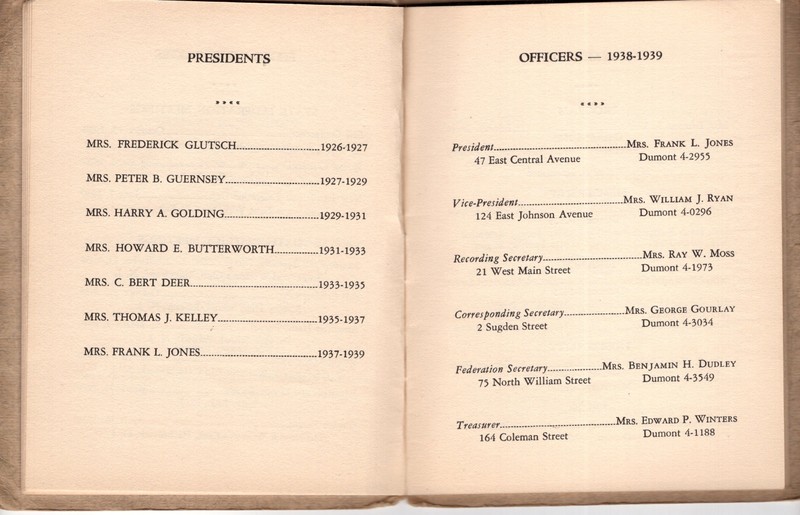 PRESIDENTS
MRS. FREDERICK GLUTSCH........................1926-1927
MRS. PETER B. GUERNSEY...........................1927-1929
MRS. HARRY A. GOLDING...........................1929-1931
MRS. HOWARD E. BUTTERWORTH.............1931-1933
MRS. C. BERT DEER.....................................1933-1935
MRS. THOMAS J. KELLEY.............................1935-1937
MRS. FRANK L. JONES..................................1937-1939
OFFICERS — 1938-1939
President.......................................MRS. FRANK L. JONES
47 East Central Avenue Dumont 4-2955
Vice-President...............................MRS. WILLIAM J. RYAN
124 East Johnson Avenue Dumont 4-0296
Recording Secretary.............................MRS. RAY W. MOSS
21 West Main Street Dumont 4-1973
Corresponding Secretary..................MRS. GEORGE GOURLAY
2 Sugden Street Dumont 4-3034
Federation Secretary................MRS. BENJAMIN H. DUDLEY
75 North William Street Dumont 4-3549
Treasurer...................................MRS. EDWARD P. WINTERS
164 Coleman Street Dumont 4-1188